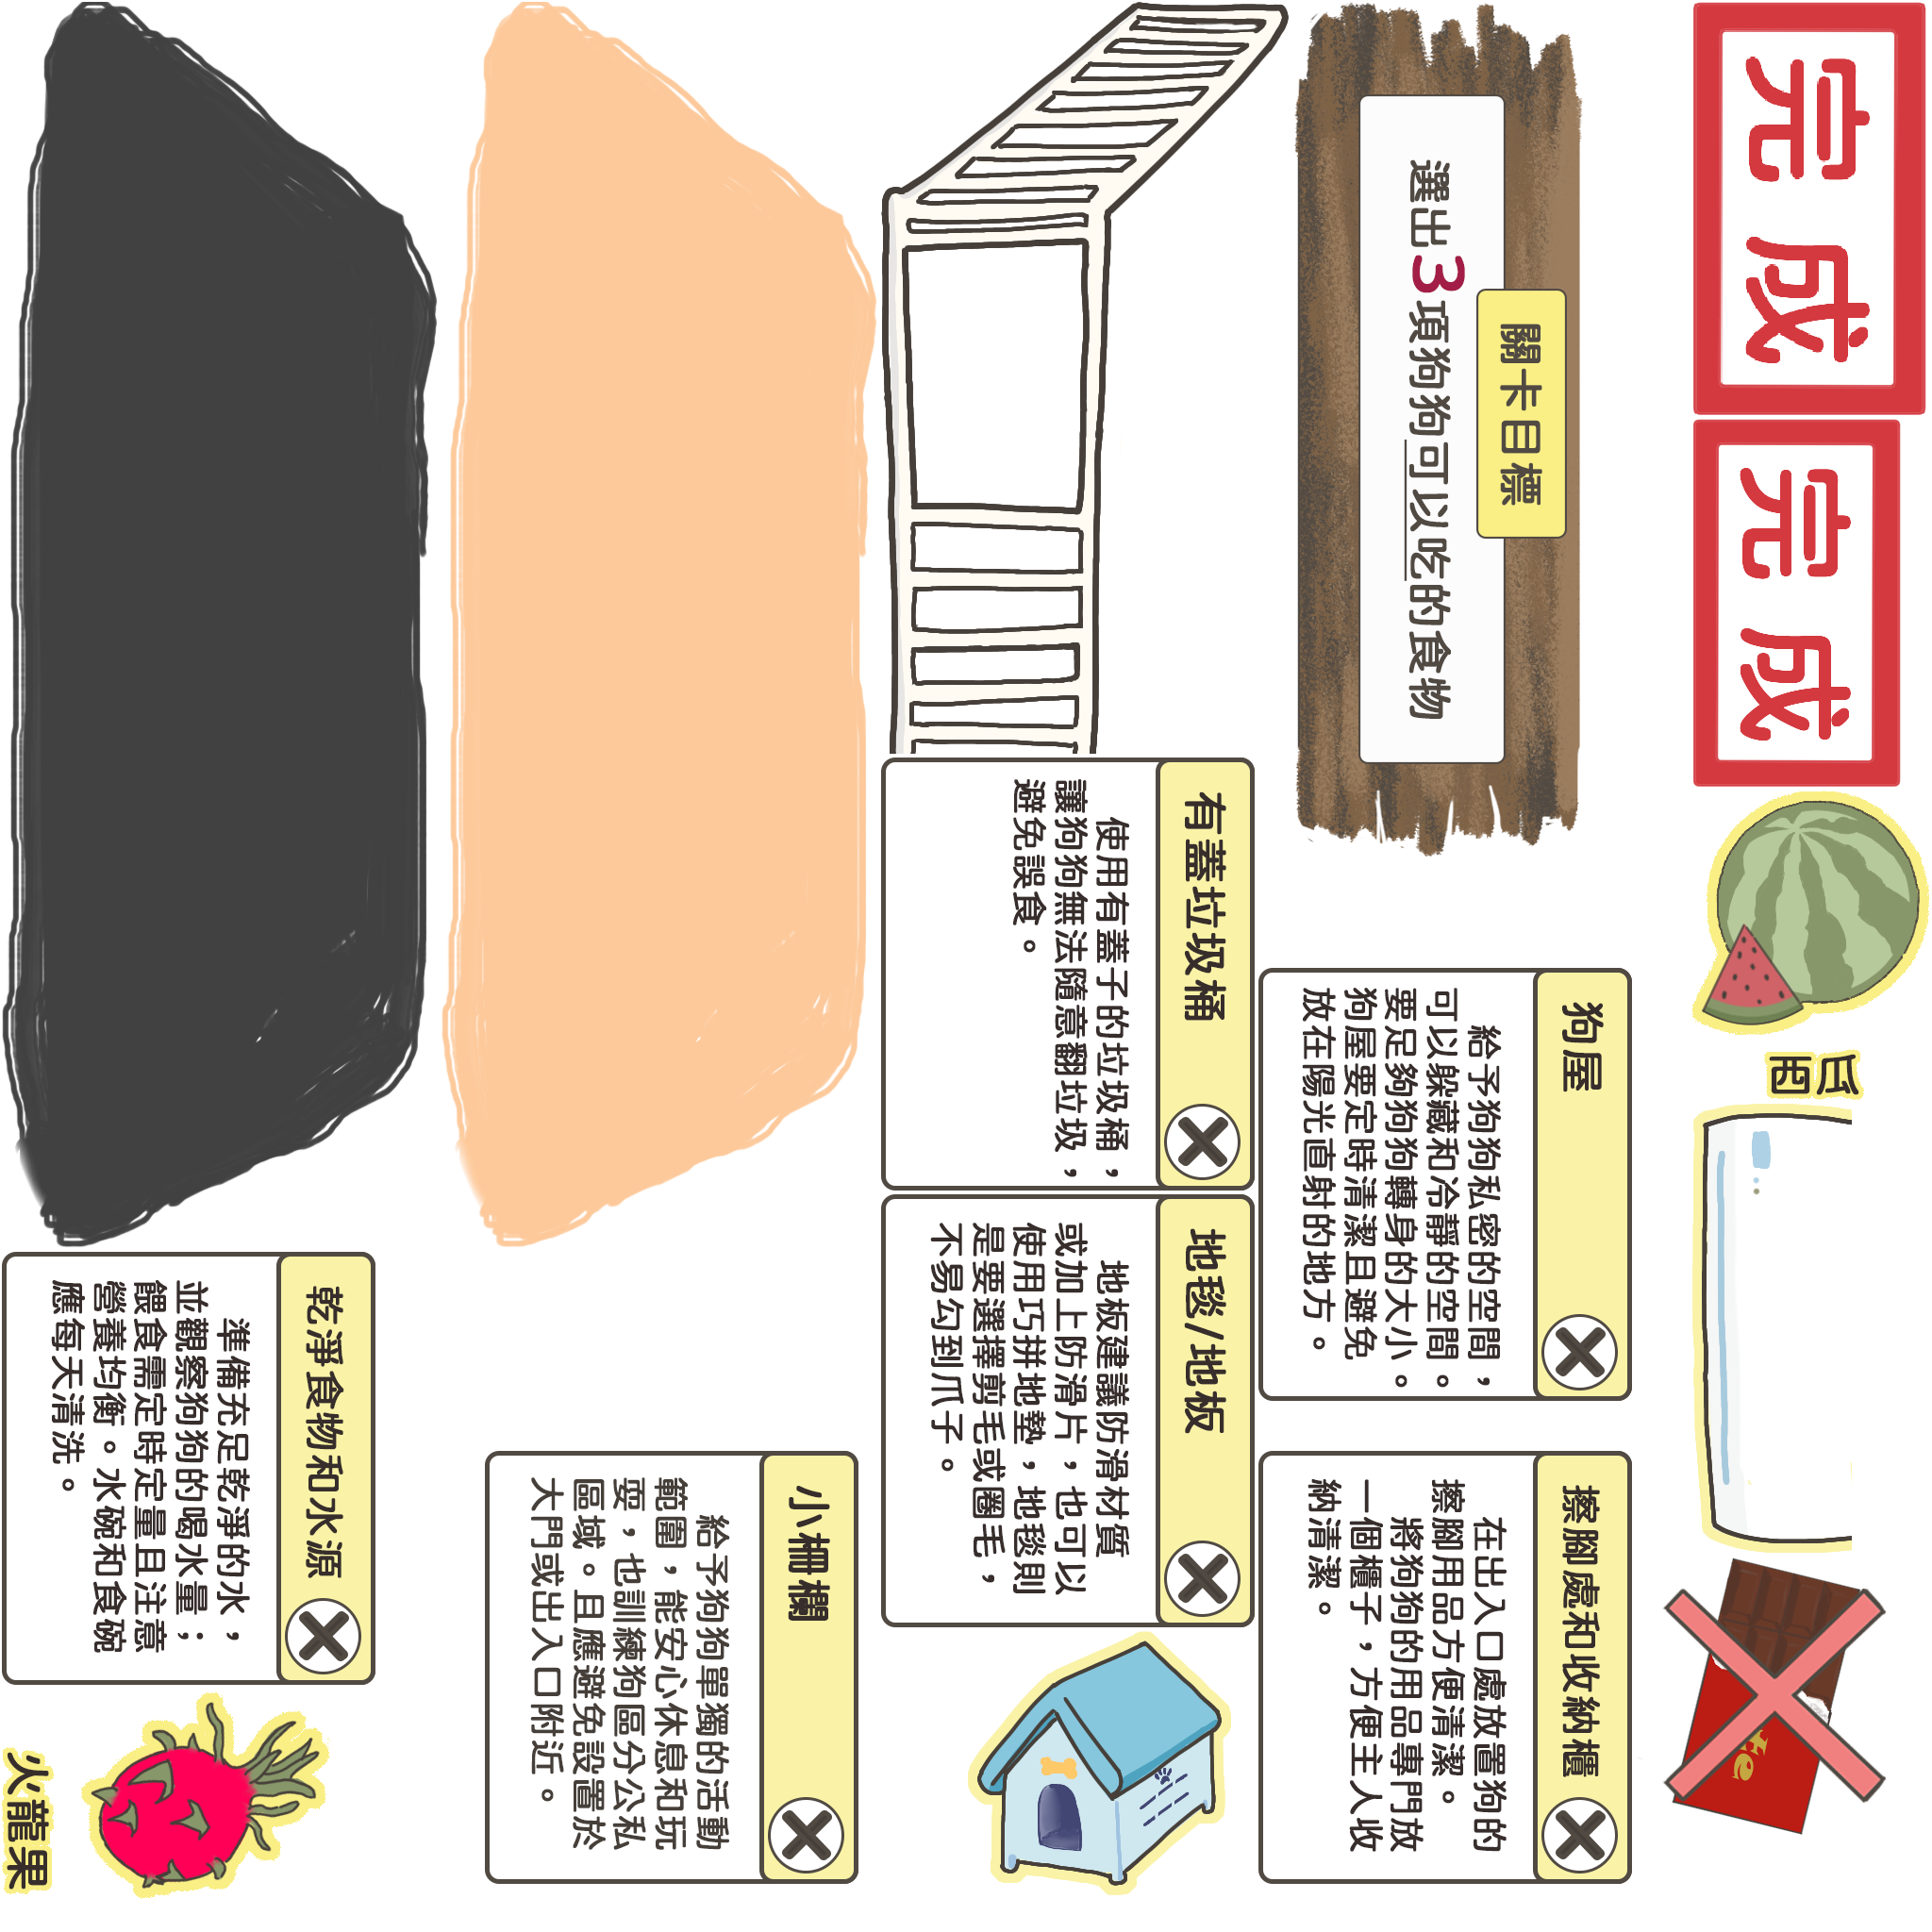 完成
完成
關卡目標
選出3項狗狗可以吃的食物
狗屋
給予狗狗私密的空間，
可以躲藏和冷靜的空間。
要足夠狗狗轉身的大小。
狗屋要定時清潔且避免
放在陽光直射的地方。
擦腳處和收納櫃
在出入口處放置狗的
擦腳用品方便清潔。
將狗狗的用品專門放
一個櫃子，方便主人收
納清潔。
有蓋垃圾桶
使用有蓋子的垃圾桶，
讓狗狗無法隨意翻垃圾，
避免誤食。
地毯/地板
地板建議防滑材質
或加上防滑片，也可以
使用巧拼地墊，地毯則
是要選擇剪毛或圈毛，
不易勾到爪子。
小柵欄
給予狗狗單獨的活動
範圍，能安心休息和玩
耍，也訓練狗區分公私
區域。且應避免設置於
大門或出入口附近。
乾淨食物和水源
準備充足乾淨的水，
並觀察狗狗的喝水量；
餵食需定時定量且注意
營養均衡。水碗和食碗
應每天清洗。
火龍果